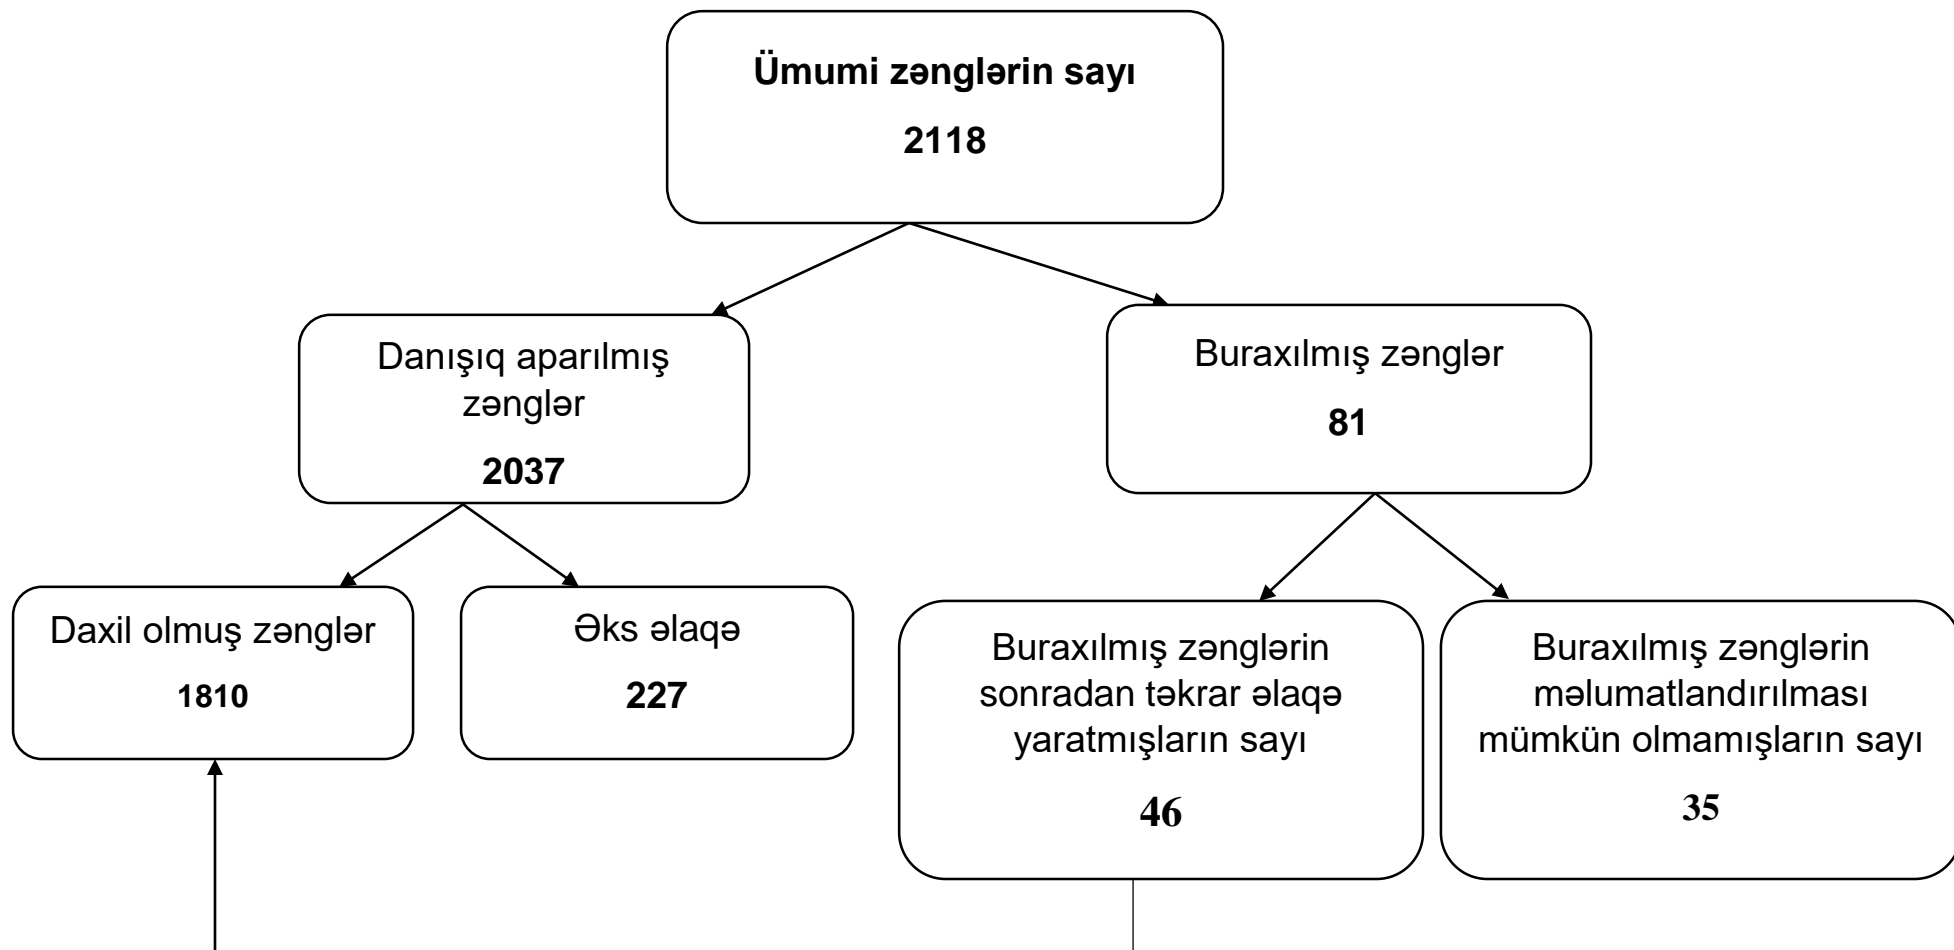 Ümumi zənglərin sayı
2118
Danışıq aparılmış
zənglər
2037
Buraxılmış zənglər
81
Daxil olmuş zənglər
1810
Əks əlaqə
227
Buraxılmış zənglərin
sonradan təkrar əlaqə
yaratmışların sayı
46
Buraxılmış zənglərin
məlumatlandırılması
mümkün olmamışların sayı
35